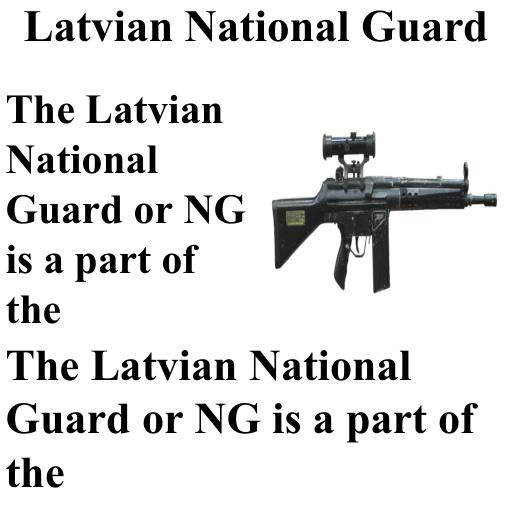 Latvian National Guard
The Latvian
National
Guard or NG
is a part of
the
The Latvian National
Guard or NG is a part of
the